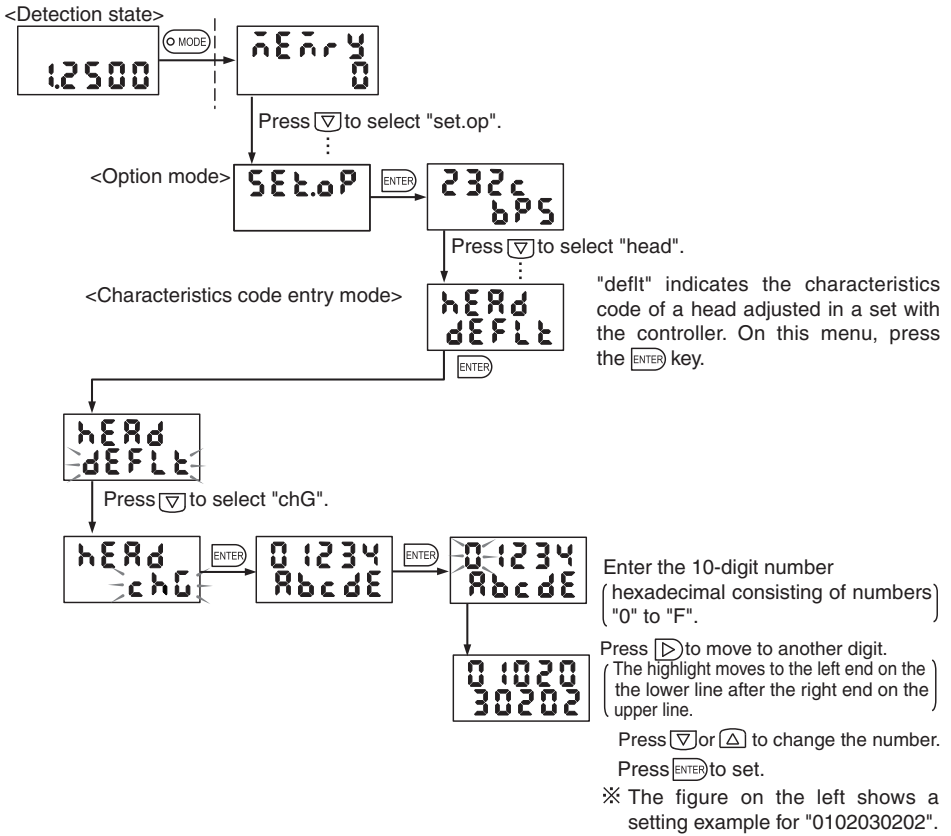 <Detection state>
1.2500
MODE
mEmrY
0
Press ▽ to select "set.op".
<Option mode>
SEt.oP
ENTER
232c
bPS
Press ▽ to select "head".
<Characteristics code entry mode>
hEAd
dEFLt
"deflt" indicates the characteristics
code of a head adjusted in a set with
the controller. On this menu, press
the ENTER key.
ENTER
hEAd
dEFLt
Press ▽ to select "chG".
hEAd
chG
ENTER
01234
AbcdE
ENTER
01234
AbcdE
Enter the 10-digit number
(hexadecimal consisting of numbers
"0" to "F".)
Press ▷ to move to another digit.
(The highlight moves to the left end on the
the lower line after the right end on the
upper line.)
01020
30202
Press ▽ or △ to change the number.
Press ENTER to set.
※ The figure on the left shows a
setting example for "0102030202".